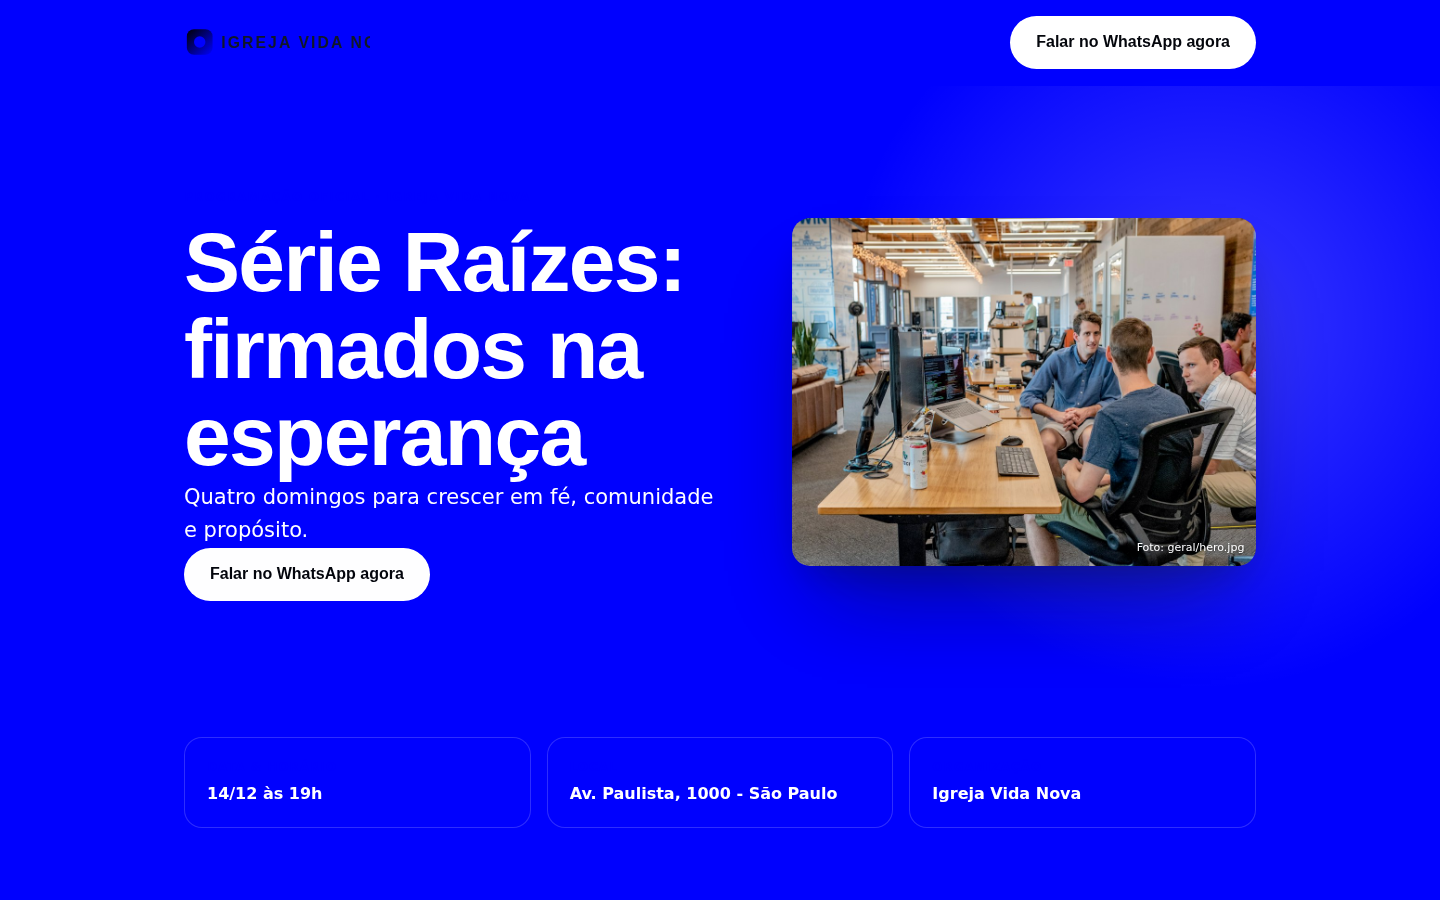 IGREJA VIDA NO
Falar no WhatsApp agora
Série Raízes:
firmados na
esperança
Quatro domingos para crescer em fé, comunidade
e propósito.
Falar no WhatsApp agora
Foto: geral/hero.jpg
14/12 às 19h
Av. Paulista, 1000 - São Paulo
Igreja Vida Nova